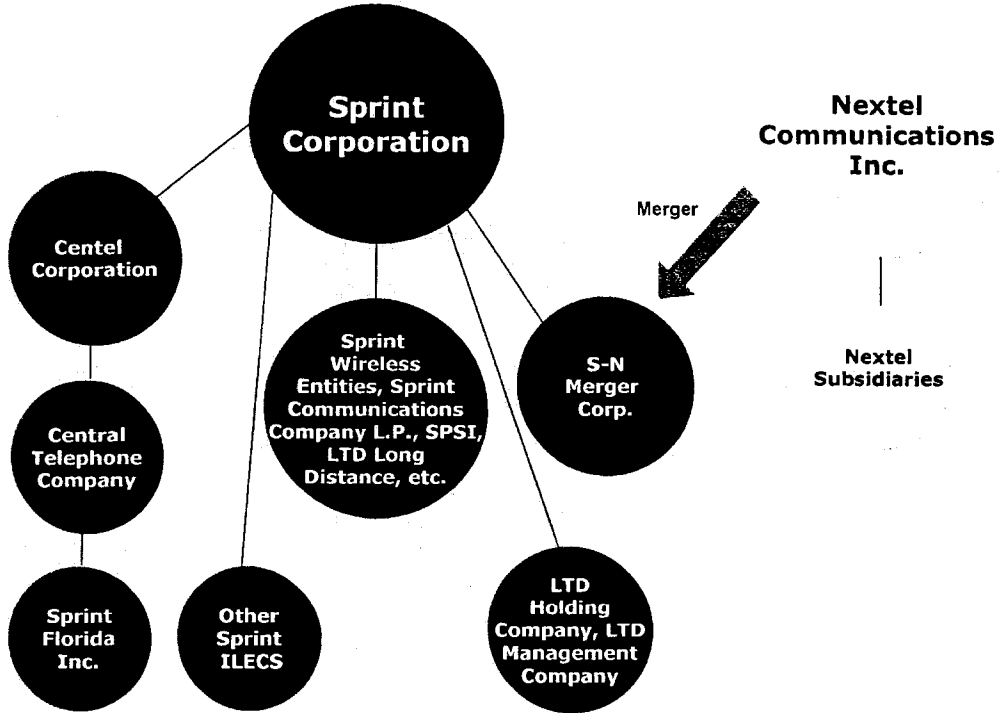 Sprint
Corporation
Nextel
Communications
Inc.
Merger
Centel
Corporation
Sprint
Wireless
Entities, Sprint
Communications
Company L.P., SPSI,
LTD Long
Distance, etc.
S-N
Merger
Corp.
Nextel
Subsidiaries
Central
Telephone
Company
Sprint
Florida
Inc.
Other
Sprint
ILECS
LTD
Holding
Company, LTD
Management
Company